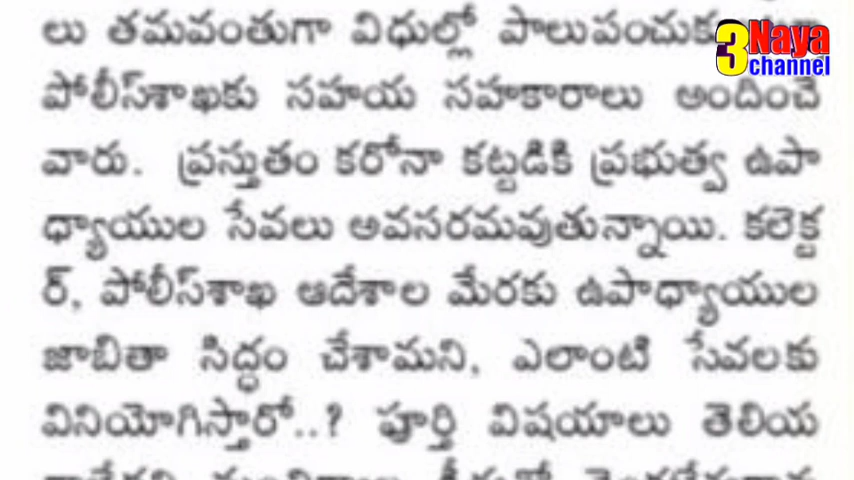 లు తమవంతుగా విధుల్లో
3 Naya channel
పోలీస్‌శాఖకు సహాయ సహకారాలు అందించే
వారు. ప్రస్తుతం కరోనా కట్టడికి ప్రభుత్వ ఉపా
ధ్యాయుల సేవలు అవసరమవుతున్నాయి. కలెక్ట
ర్, పోలీస్‌శాఖ ఆదేశాల మేరకు ఉపాధ్యాయుల
జాబితా సిద్ధం చేశామని, ఎలాంటి సేవలకు
వినియోగిస్తారో..? పూర్తి విషయాలు తెలియ